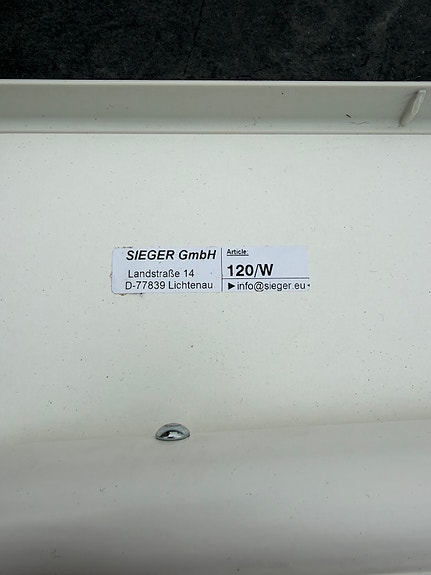 SIEGER GmbH
Landstraße 14
D-77839 Lichtenau
Article:
120/W
►info@sieger.eu◄